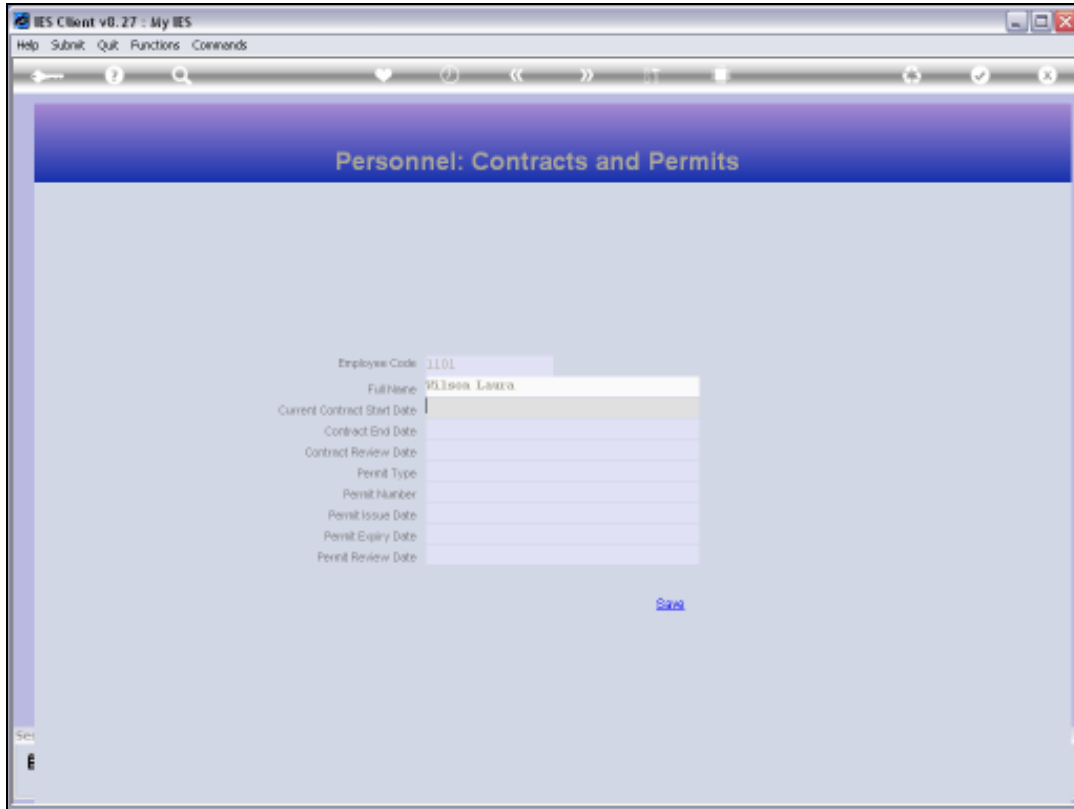 IES Client v8.27 : My IES
Help Submit Quit Functions Commands
Personnel: Contracts and Permits
Employee Code 1101
Full Name Wilson Laura
Current Contract Start Date
Contract End Date
Contract Review Date
Permit Type
Permit Number
Permit Issue Date
Permit Expiry Date
Permit Review Date
Save
Ses